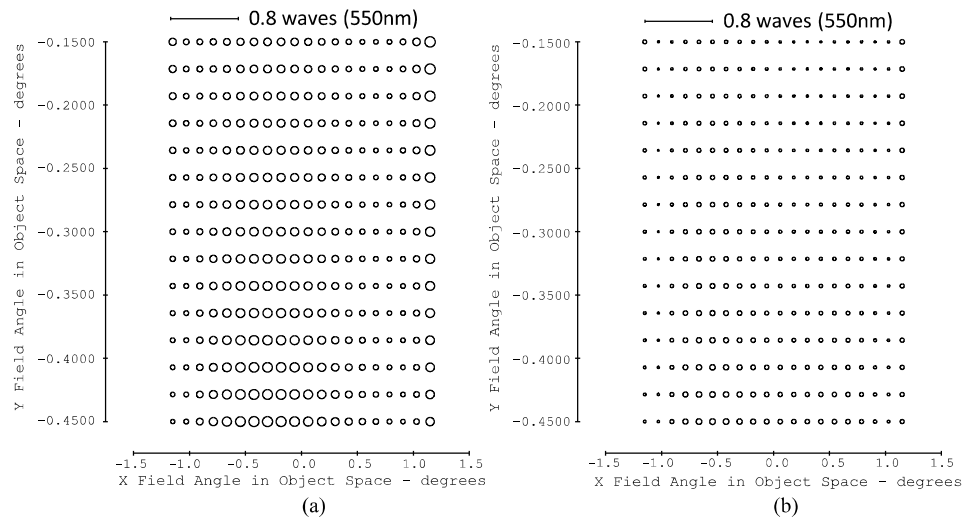 0.8 waves (550nm)
Y Field Angle in Object Space - degrees
-0.1500
-0.2000
-0.2500
-0.3000
-0.3500
-0.4000
-0.4500
-1.5 -1.0 -0.5 0.0 0.5 1.0 1.5
X Field Angle in Object Space - degrees
(a)
0.8 waves (550nm)
Y Field Angle in Object Space - degrees
-0.1500
-0.2000
-0.2500
-0.3000
-0.3500
-0.4000
-0.4500
-1.5 -1.0 -0.5 0.0 0.5 1.0 1.5
X Field Angle in Object Space - degrees
(b)